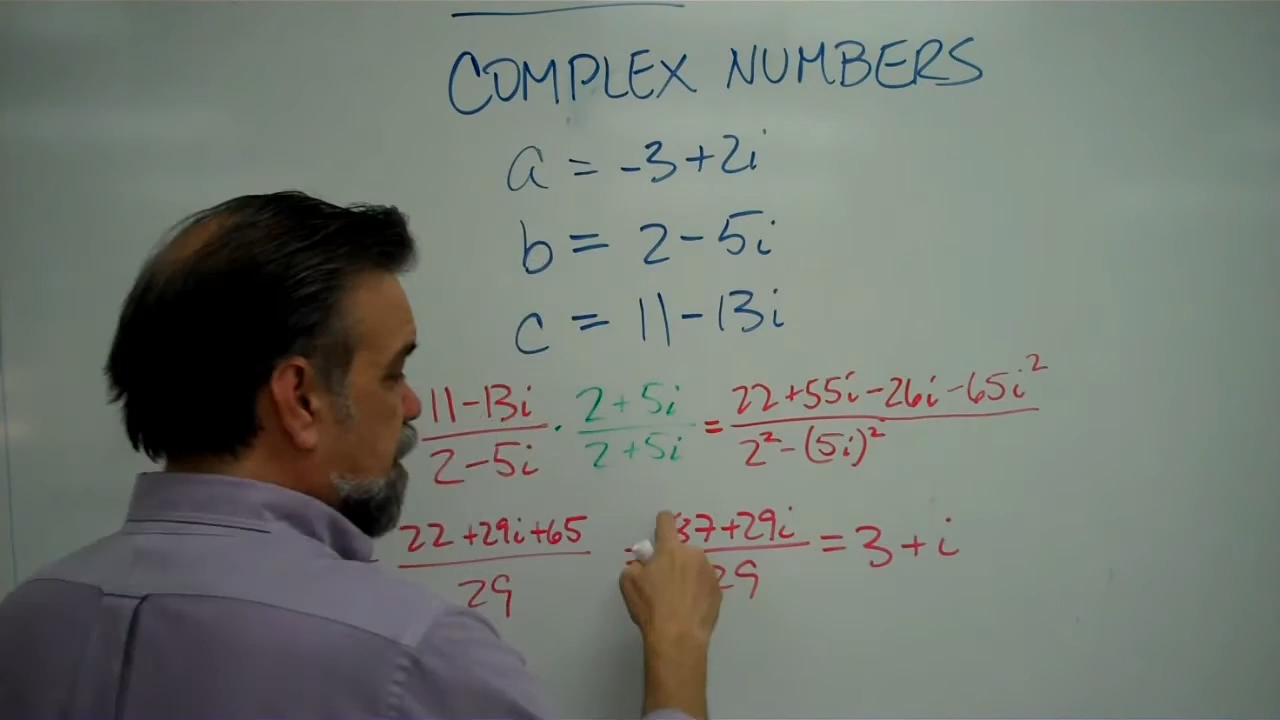 COMPLEX NUMBERS
a = -3+2i
b = 2-5i
c = 11-13i
11-13i / 2-5i · 2+5i / 2+5i = 22+55i-26i-65i² / 2²-(5i)²
22+29i+65 / 29 = 87+29i / 29 = 3+i